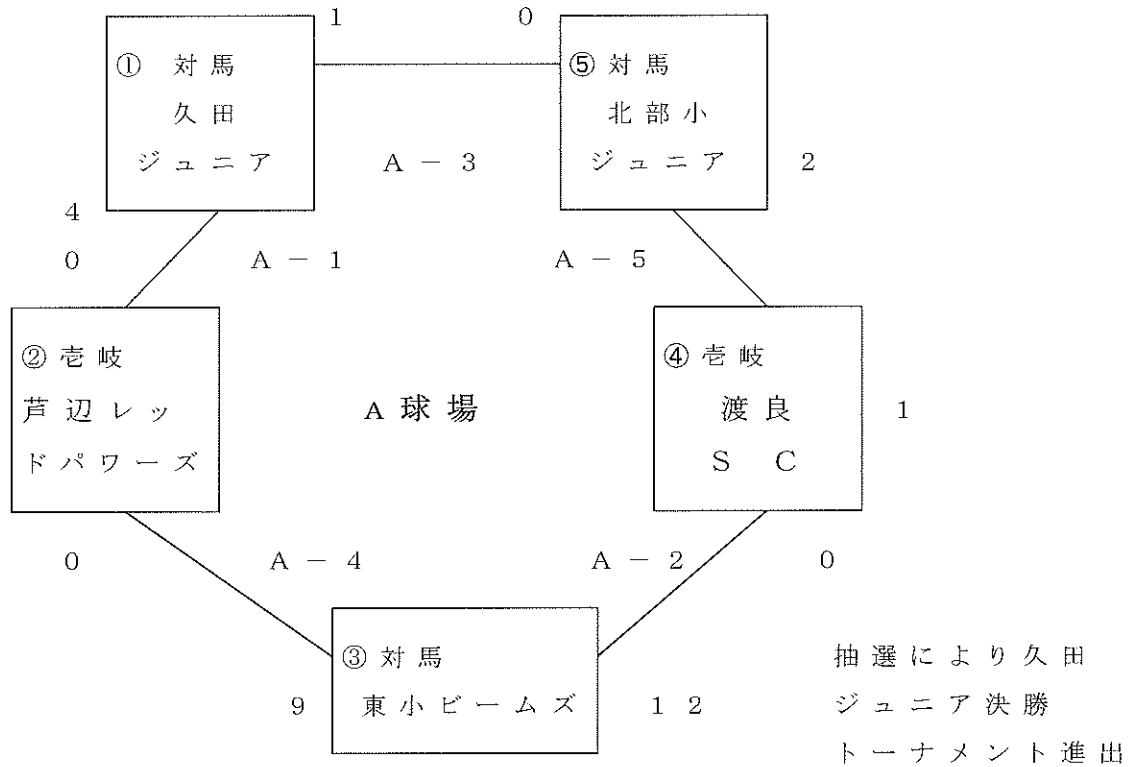 1 0
① 対馬
久田
ジュニア
⑤ 対馬
北部小
ジュニア
A－3
2
4
0
A－1
A－5
② 壱岐
芦辺レッ
ドパワーズ
A球場
④ 壱岐
渡良
S C
1
0
A－4
A－2
0
③ 対馬
東小ビームズ
9
12
抽選により久田
ジュニア決勝
トーナメント進出